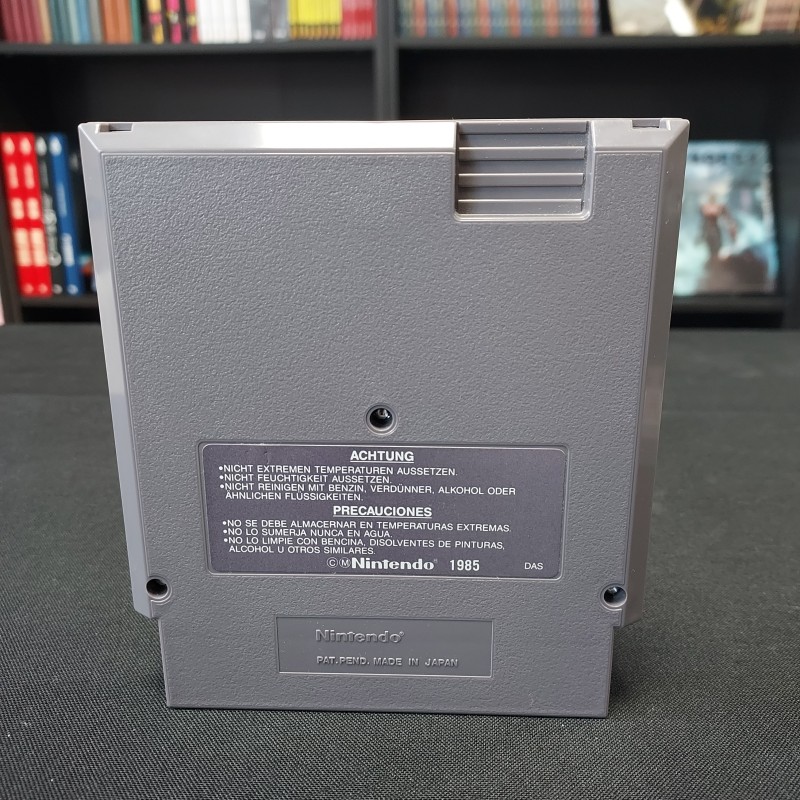 ACHTUNG
•NICHT EXTREMEN TEMPERATUREN AUSSETZEN.
•NICHT FEUCHTIGKEIT AUSSETZEN.
•NICHT REINIGEN MIT BENZIN, VERDÜNNER, ALKOHOL ODER
ÄHNLICHEN FLÜSSIGKEITEN.
PRECAUCIONES
•NO SE DEBE ALMACERNAR EN TEMPERATURAS EXTREMAS.
•NO LO SUMERJA NUNCA EN AGUA.
•NO LO LIMPIE CON BENCINA, DISOLVENTES DE PINTURAS,
ALCOHOL U OTROS SIMILARES.
©Ⓜ Nintendo® 1985 DAS
Nintendo®
PAT. PEND. MADE IN JAPAN